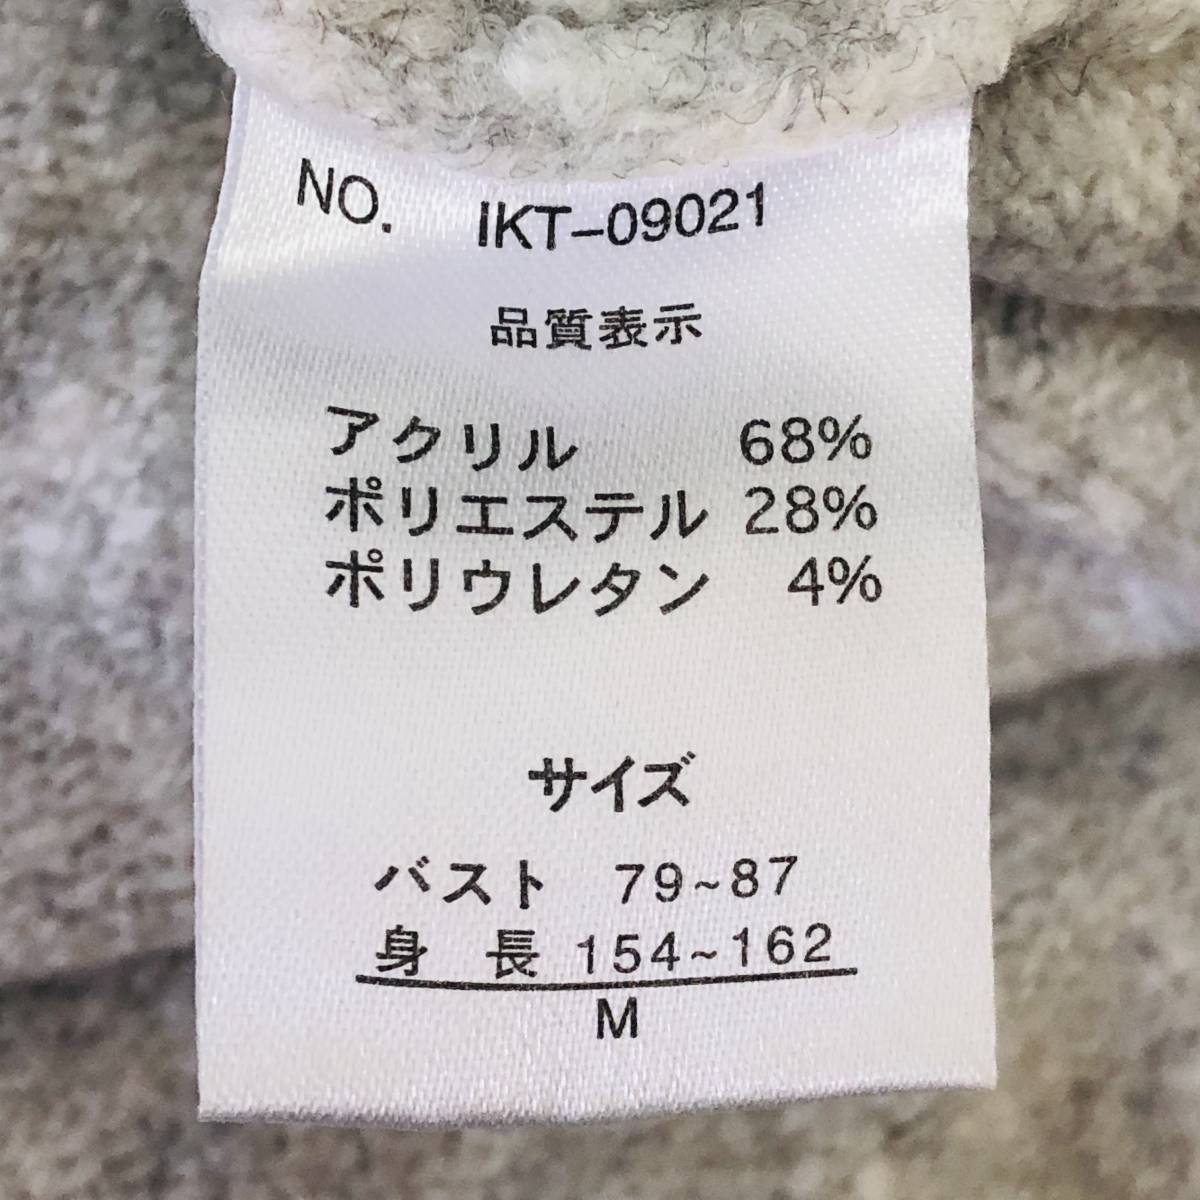 NO. IKT-09021
品質表示
アクリル 68%
ポリエステル 28%
ポリウレタン 4%
サイズ
バスト 79~87
身 長 154~162
M